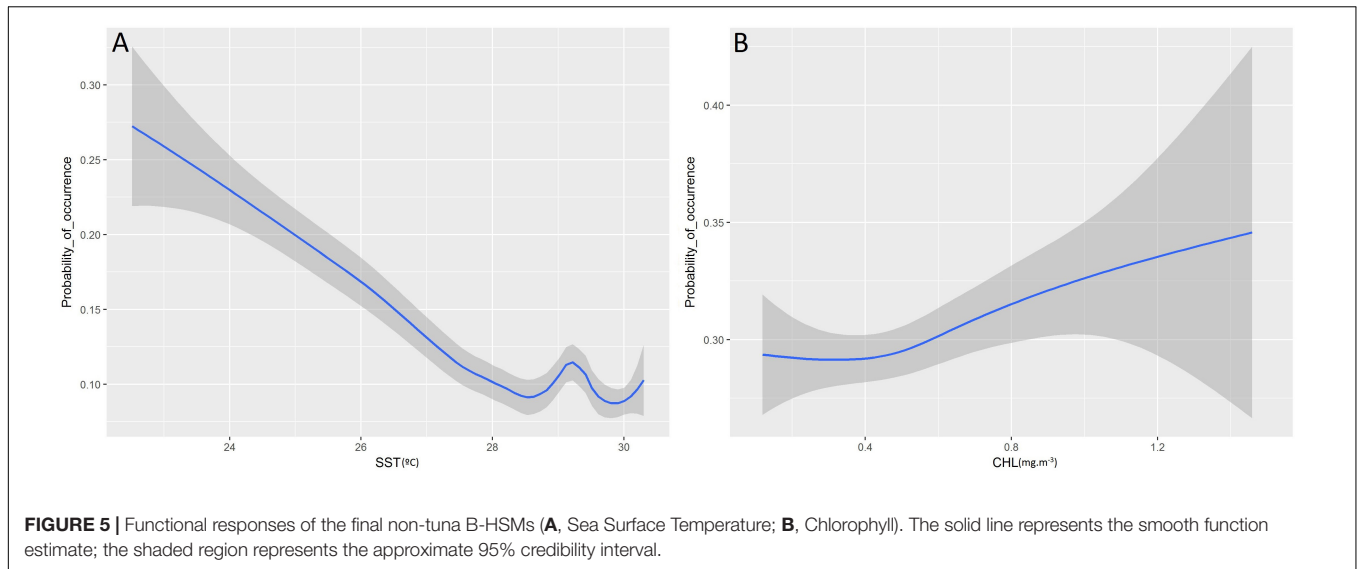 A
B
Probability_of_occurrence
0.30
0.25
0.20
0.15
0.10
24
26
28
30
SST(ºC)
Probability_of_occurrence
0.40
0.35
0.30
0.4
0.8
1.2
CHL(mg.m⁻³)
FIGURE 5 | Functional responses of the final non-tuna B-HSMs (A, Sea Surface Temperature; B, Chlorophyll). The solid line represents the smooth function
estimate; the shaded region represents the approximate 95% credibility interval.